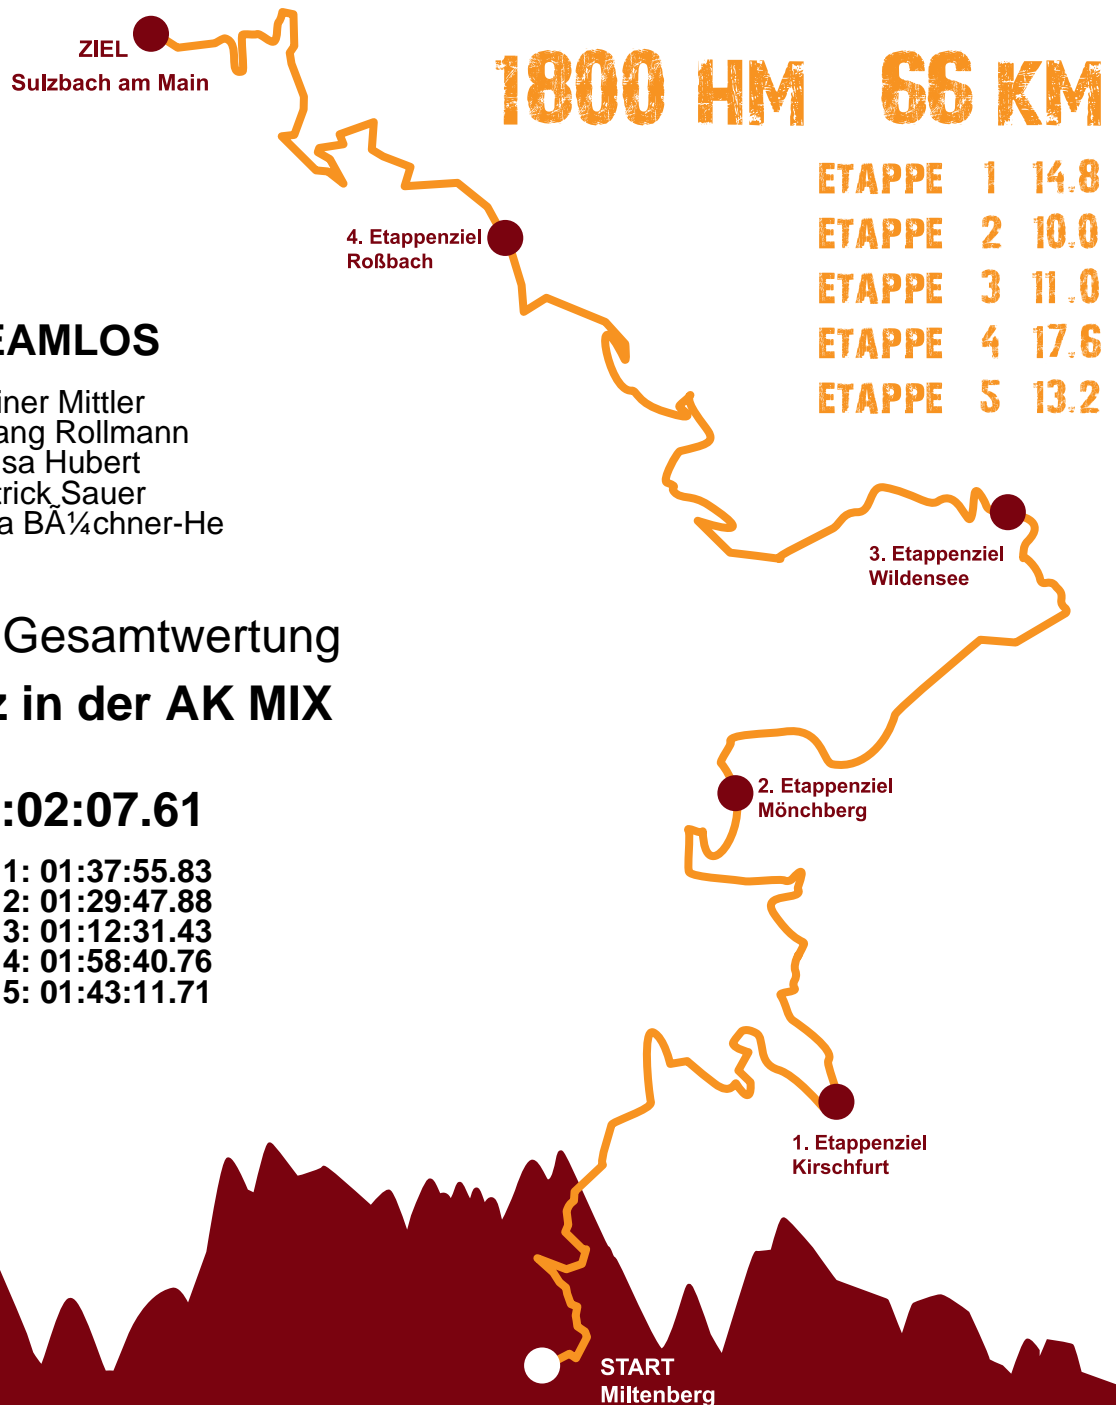 ZIEL
Sulzbach am Main
1800 HM 66 KM
ETAPPE 1 14.8
ETAPPE 2 10.0
ETAPPE 3 11.0
ETAPPE 4 17.6
ETAPPE 5 13.2
4. Etappenziel
Roßbach
EAMLOS
iner Mittler
ang Rollmann
sa Hubert
trick Sauer
a BÃ¼chner-He
3. Etappenziel
Wildensee
Gesamtwertung
z in der AK MIX
2. Etappenziel
Mönchberg
:02:07.61
1: 01:37:55.83
2: 01:29:47.88
3: 01:12:31.43
4: 01:58:40.76
5: 01:43:11.71
1. Etappenziel
Kirschfurt
START
Miltenberg